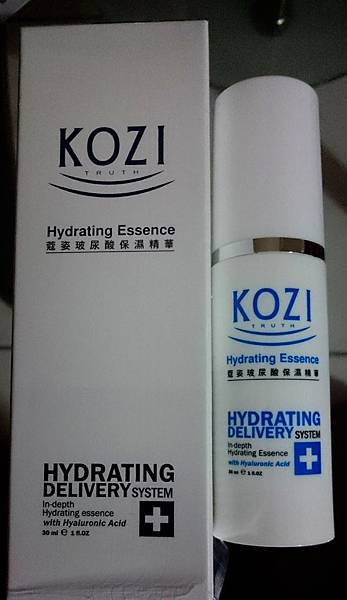 KOZI
TRUTH
Hydrating Essence
蔻姿玻尿酸保濕精華
HYDRATING
DELIVERY SYSTEM
In-depth
Hydrating essence
with Hyaluronic Acid
30 ml ℮ 1 fl.OZ
KOZI
TRUTH
Hydrating Essence
蔻姿玻尿酸保濕精華
HYDRATING
DELIVERY SYSTEM
In-depth
Hydrating Essence
with Hyaluronic Acid
30 ml ℮ 1 fl.OZ